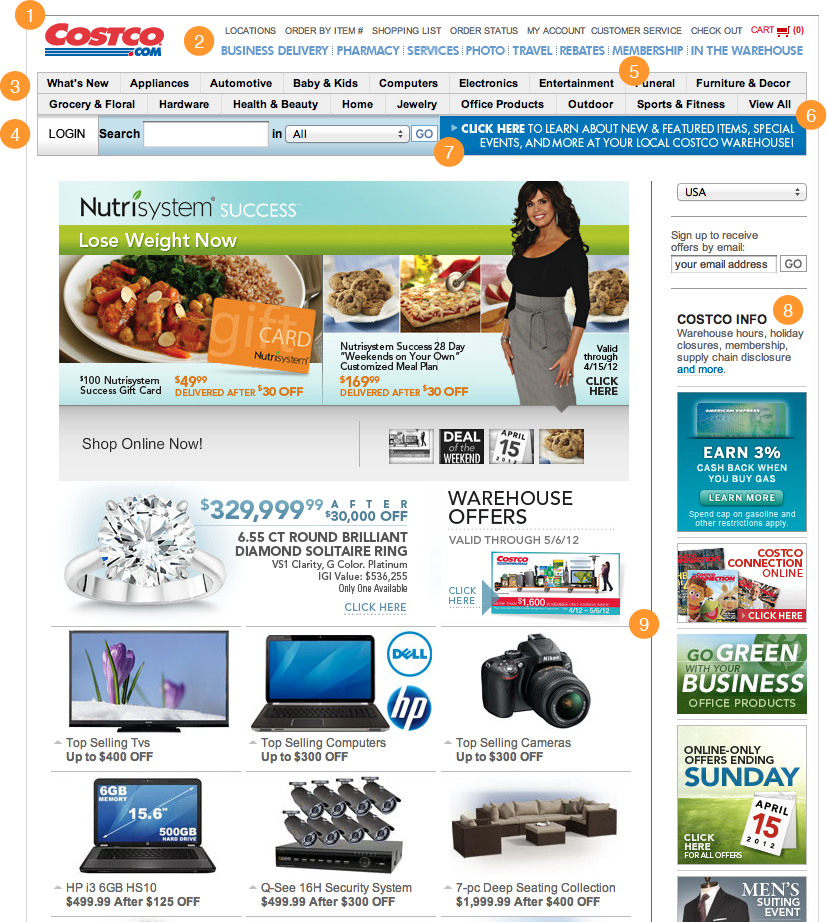 1
COSTCO
.COM
2
LOCATIONS ORDER BY ITEM # SHOPPING LIST ORDER STATUS MY ACCOUNT CUSTOMER SERVICE CHECK OUT CART (0)
BUSINESS DELIVERY PHARMACY SERVICES PHOTO TRAVEL REBATES MEMBERSHIP IN THE WAREHOUSE
3
5
What's New Appliances Automotive Baby & Kids Computers Electronics Entertainment Funeral Furniture & Decor
Grocery & Floral Hardware Health & Beauty Home Jewelry Office Products Outdoor Sports & Fitness View All
6
4
LOGIN Search in All GO
7
CLICK HERE TO LEARN ABOUT NEW & FEATURED ITEMS, SPECIAL
EVENTS, AND MORE AT YOUR LOCAL COSTCO WAREHOUSE!
Nutrisystem SUCCESS
Lose Weight Now
gift
CARD
Nutrisystem
$100 Nutrisystem
Success Gift Card
$49.99
DELIVERED AFTER $30 OFF
Nutrisystem Success 28 Day
"Weekends on Your Own"
Customized Meal Plan
$169.99
DELIVERED AFTER $30 OFF
Valid
through
4/15/12
CLICK
HERE
Shop Online Now!
DEAL
of the
WEEKEND
APRIL
15
2012
$329,999.99 AFTER
$30,000 OFF
6.55 CT ROUND BRILLIANT
DIAMOND SOLITAIRE RING
VS1 Clarity, G Color. Platinum
IGI Value: $536,255
Only One Available
CLICK HERE
WAREHOUSE
OFFERS
VALID THROUGH 5/6/12
CLICK
HERE
COSTCO
$1,600
4/12 – 5/6/12
9
DELL
hp
Nikon
Top Selling Tvs
Up to $400 OFF
Top Selling Computers
Up to $300 OFF
Top Selling Cameras
Up to $300 OFF
6GB
MEMORY
15.6"
500GB
HARD DRIVE
HP i3 6GB HS10
$499.99 After $125 OFF
Q-See 16H Security System
$499.99 After $300 OFF
7-pc Deep Seating Collection
$1,999.99 After $400 OFF
USA
Sign up to receive
offers by email:
your email address GO
8
COSTCO INFO
Warehouse hours, holiday
closures, membership,
supply chain disclosure
and more.
AMERICAN EXPRESS
EARN 3%
CASH BACK WHEN
YOU BUY GAS
LEARN MORE
Spend cap on gasoline and
other restrictions apply.
COSTCO
CONNECTION
ONLINE
CLICK HERE
GO GREEN
WITH YOUR
BUSINESS
OFFICE PRODUCTS
ONLINE-ONLY
OFFERS ENDING
SUNDAY
APRIL
15
2012
CLICK
HERE
FOR ALL OFFERS
MEN'S
SUITING
EVENT